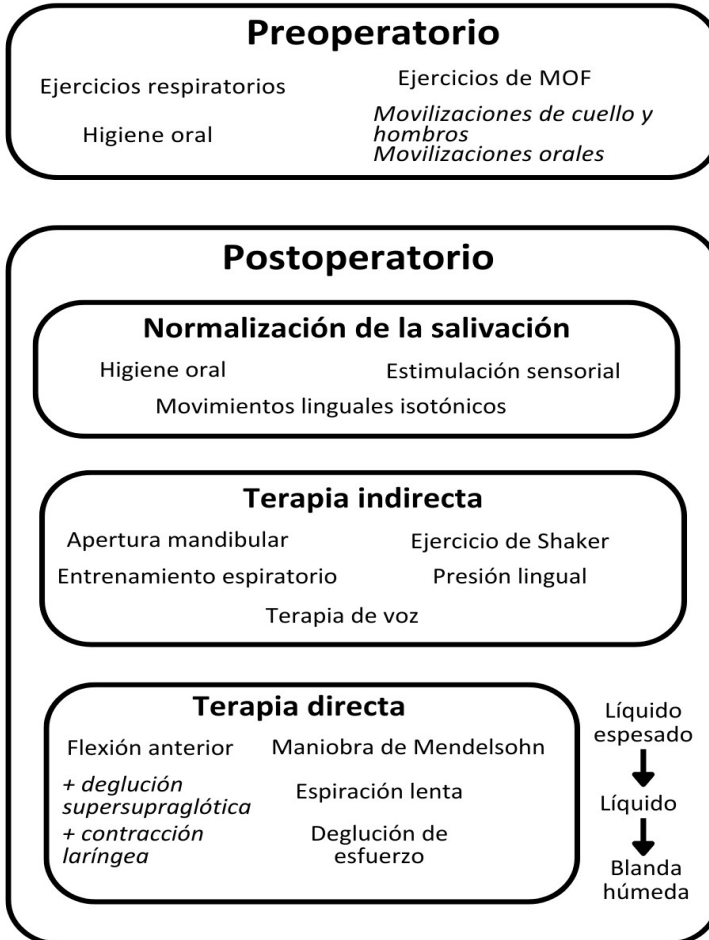 Preoperatorio
Ejercicios respiratorios
Higiene oral
Ejercicios de MOF
Movilizaciones de cuello y
hombros
Movilizaciones orales
Postoperatorio
Normalización de la salivación
Higiene oral
Estimulación sensorial
Movimientos linguales isotónicos
Terapia indirecta
Apertura mandibular
Ejercicio de Shaker
Entrenamiento espiratorio
Presión lingual
Terapia de voz
Terapia directa
Flexión anterior
+ deglución
supersupraglótica
+ contracción
laríngea
Maniobra de Mendelsohn
Espiración lenta
Deglución de
esfuerzo
Líquido
espesado
Líquido
Blanda
húmeda